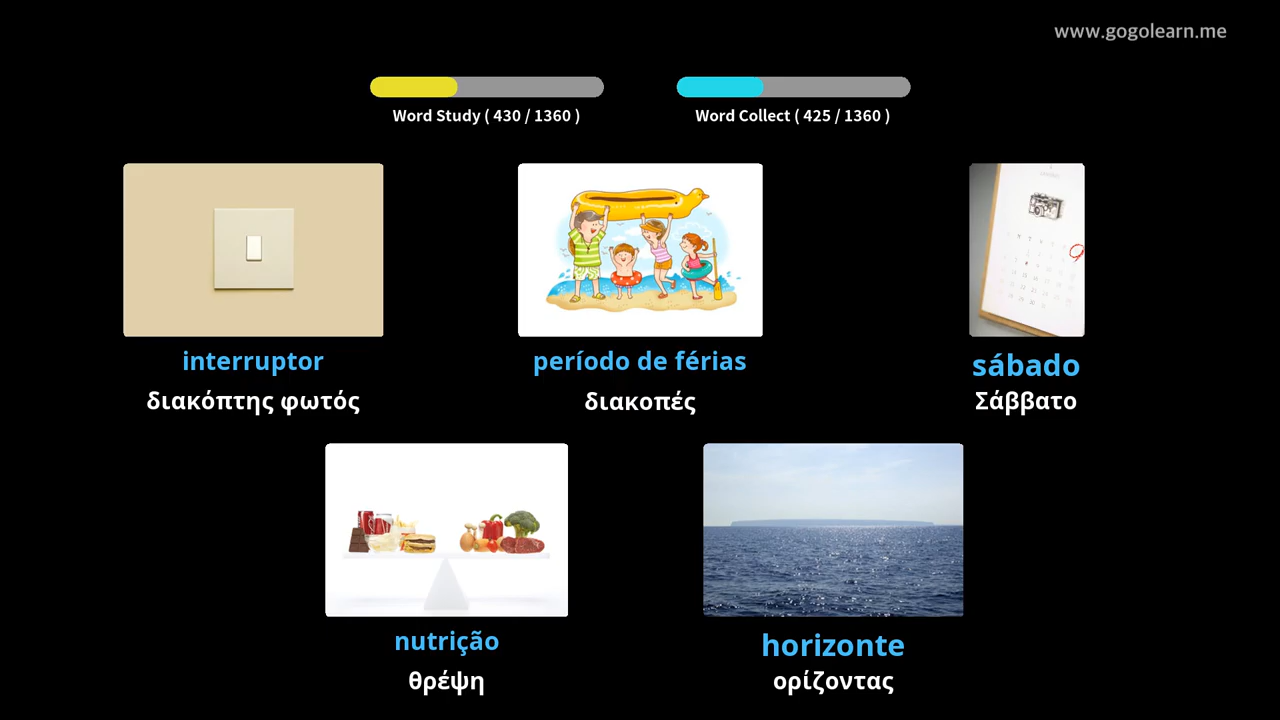 www.gogolearn.me
Word Study ( 430 / 1360 )
Word Collect ( 425 / 1360 )
interruptor
διακόπτης φωτός
período de férias
διακοπές
sábado
Σάββατο
nutrição
θρέψη
horizonte
ορίζοντας